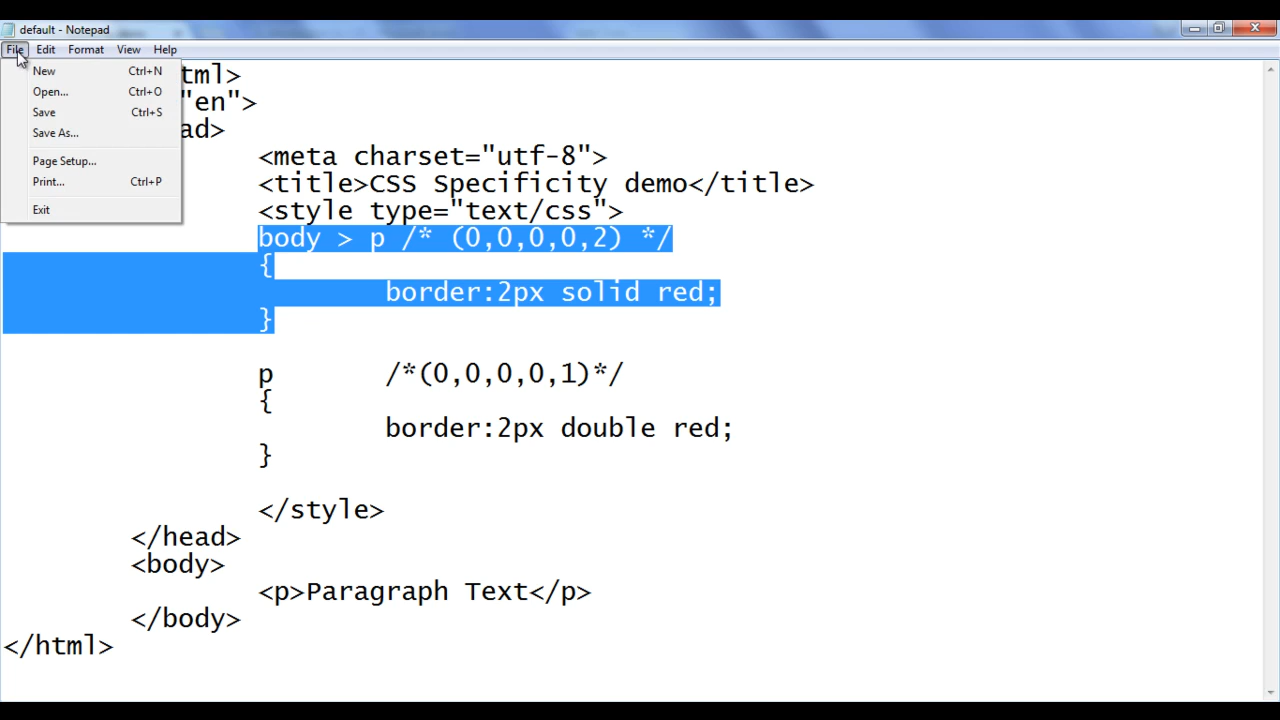 default - Notepad
File Edit Format View Help
New Ctrl+N
Open... Ctrl+O
Save Ctrl+S
Save As...
Page Setup...
Print... Ctrl+P
Exit
tml>
"en">
ad>
<meta charset="utf-8">
<title>CSS Specificity demo</title>
<style type="text/css">
body > p /* (0,0,0,0,2) */
{
border:2px solid red;
}
p /*(0,0,0,0,1)*/
{
border:2px double red;
}
</style>
</head>
<body>
<p>Paragraph Text</p>
</body>
</html>